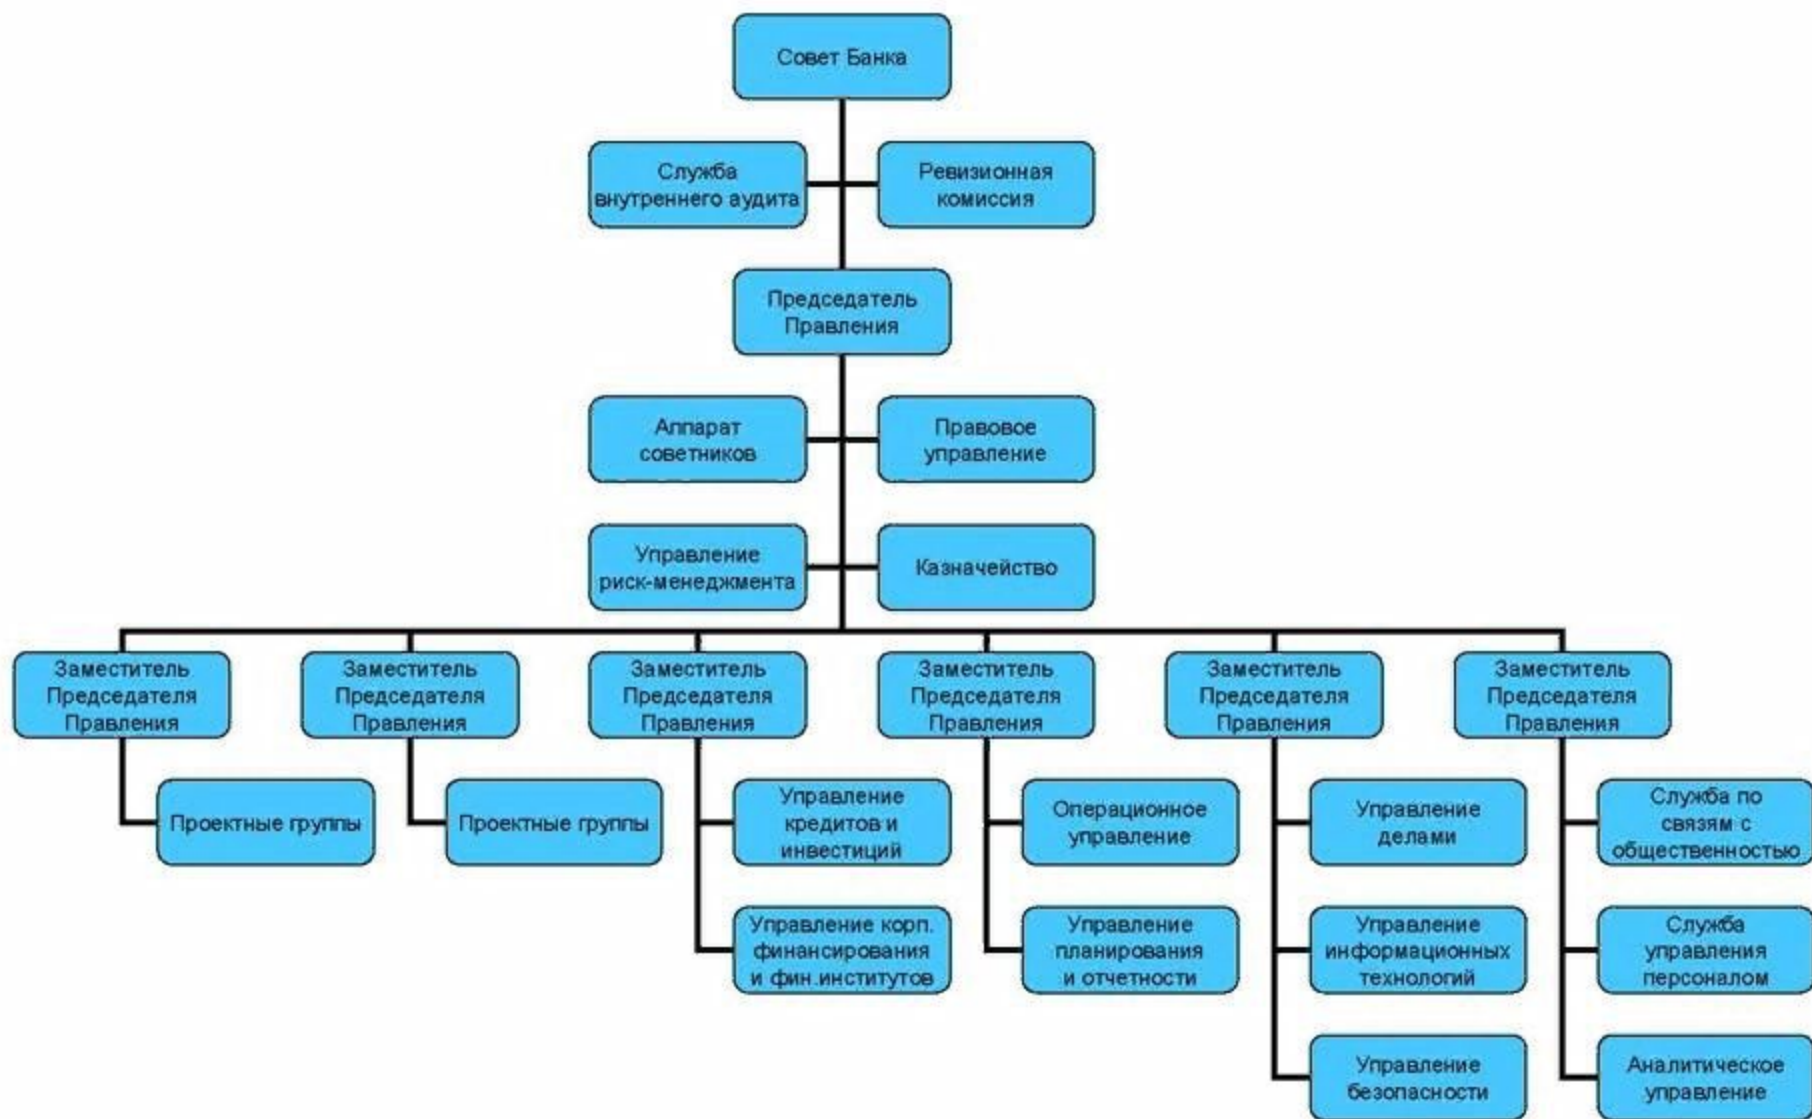 Совет Банка
Служба
внутреннего аудита
Ревизионная
комиссия
Председатель
Правления
Аппарат
советников
Правовое
управление
Управление
риск-менеджмента
Казначейство
Заместитель
Председателя
Правления
Заместитель
Председателя
Правления
Заместитель
Председателя
Правления
Заместитель
Председателя
Правления
Заместитель
Председателя
Правления
Заместитель
Председателя
Правления
Проектные группы
Проектные группы
Управление
кредитов и
инвестиций
Операционное
управление
Управление
делами
Служба по
связям с
общественностью
Управление корп.
финансирования
и фин.институтов
Управление
планирования
и отчетности
Управление
информационных
технологий
Служба
управления
персоналом
Управление
безопасности
Аналитическое
управление